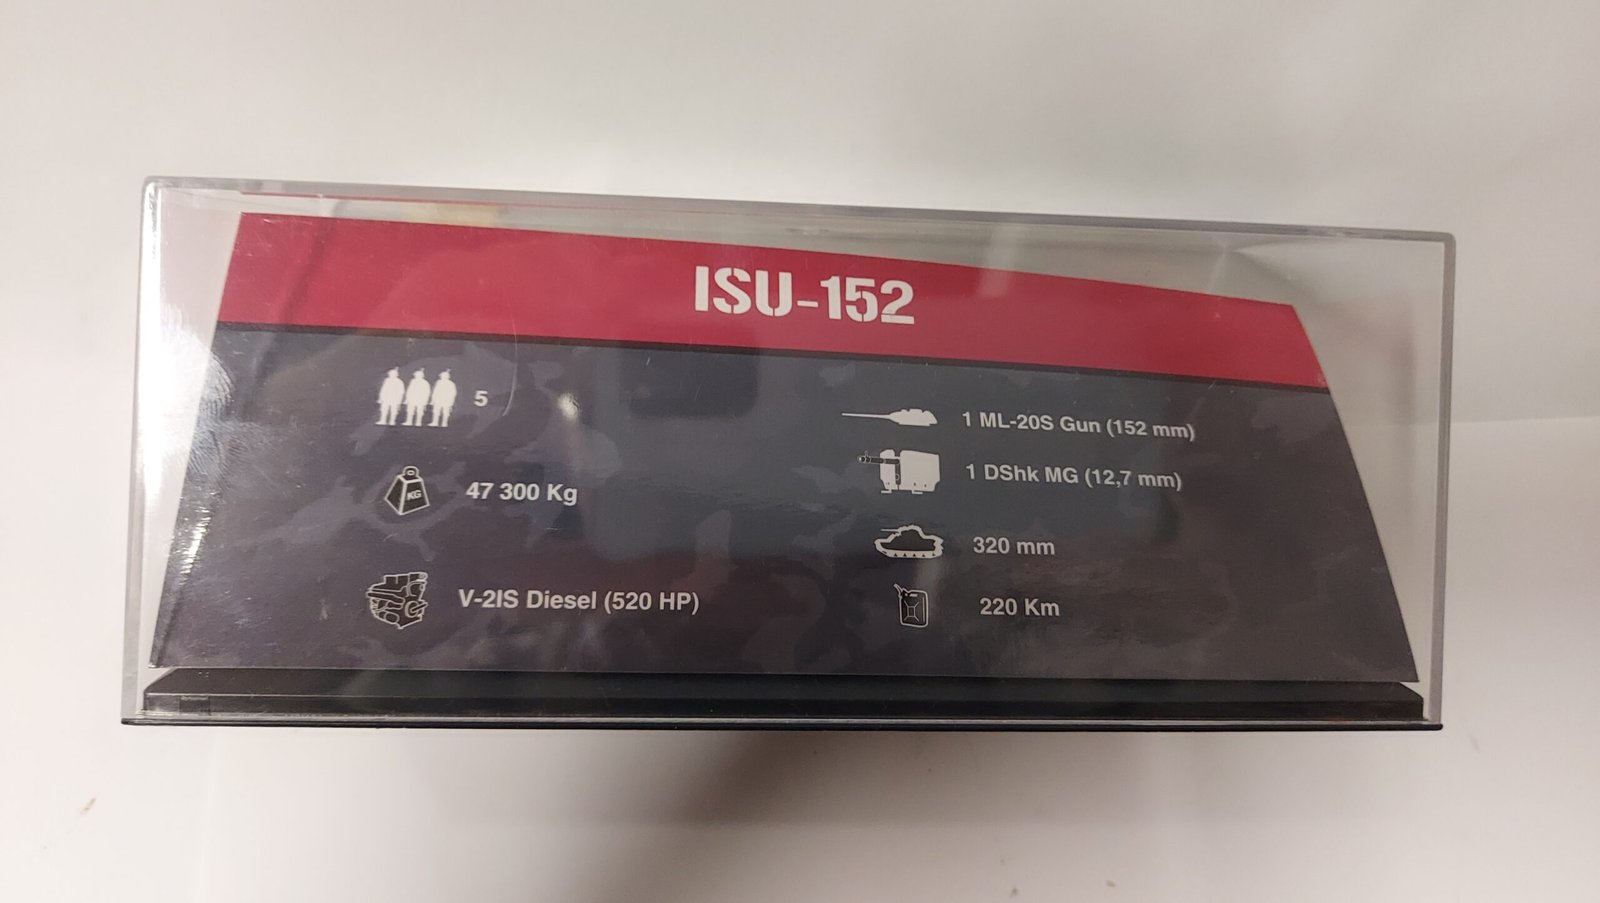 ISU-152
5
47 300 Kg
KG
V-2IS Diesel (520 HP)
1 ML-20S Gun (152 mm)
1 DShk MG (12,7 mm)
320 mm
220 Km